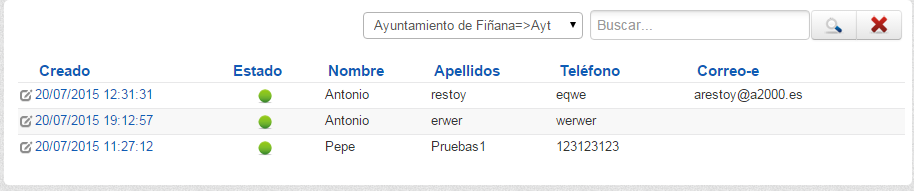 Ayuntamiento de Fiñana=>Ayt Buscar...
Creado Estado Nombre Apellidos Teléfono Correo-e
20/07/2015 12:31:31 Antonio restoy eqwe arestoy@a2000.es
20/07/2015 19:12:57 Antonio erwer werwer
20/07/2015 11:27:12 Pepe Pruebas1 123123123